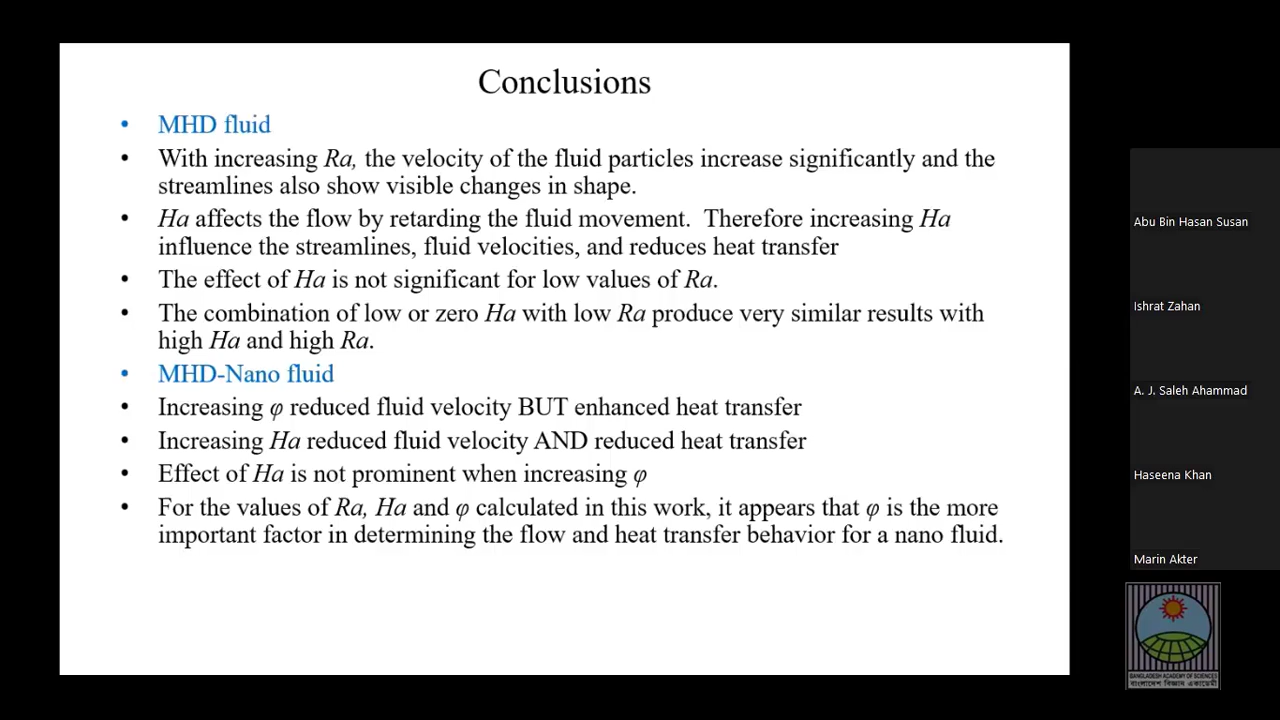 Conclusions
• MHD fluid
• With increasing Ra, the velocity of the fluid particles increase significantly and the
streamlines also show visible changes in shape.
• Ha affects the flow by retarding the fluid movement.  Therefore increasing Ha
influence the streamlines, fluid velocities, and reduces heat transfer
• The effect of Ha is not significant for low values of Ra.
• The combination of low or zero Ha with low Ra produce very similar results with
high Ha and high Ra.
• MHD-Nano fluid
• Increasing φ reduced fluid velocity BUT enhanced heat transfer
• Increasing Ha reduced fluid velocity AND reduced heat transfer
• Effect of Ha is not prominent when increasing φ
• For the values of Ra, Ha and φ calculated in this work, it appears that φ is the more
important factor in determining the flow and heat transfer behavior for a nano fluid.
Abu Bin Hasan Susan
Ishrat Zahan
A. J. Saleh Ahammad
Haseena Khan
Marin Akter
BANGLADESH ACADEMY OF SCIENCES
বাংলাদেশ বিজ্ঞান একাডেমী